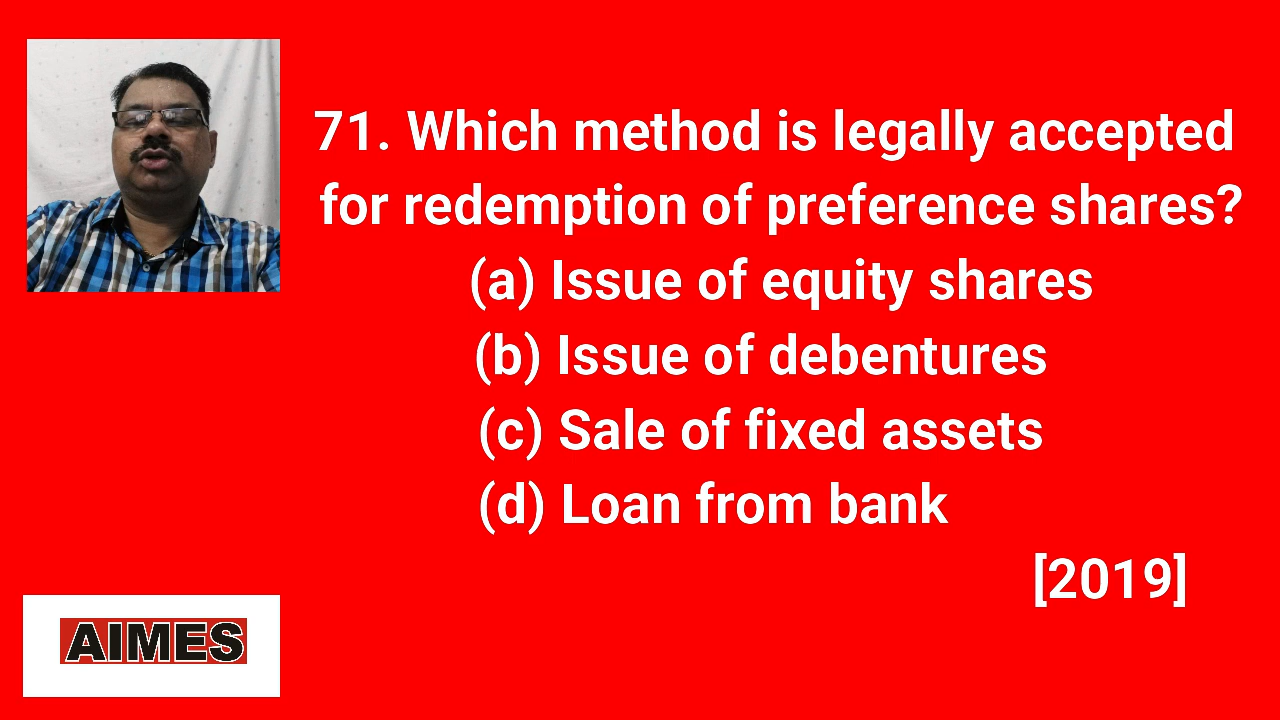 71. Which method is legally accepted
for redemption of preference shares?
(a) Issue of equity shares
(b) Issue of debentures
(c) Sale of fixed assets
(d) Loan from bank
[2019]
AIMES